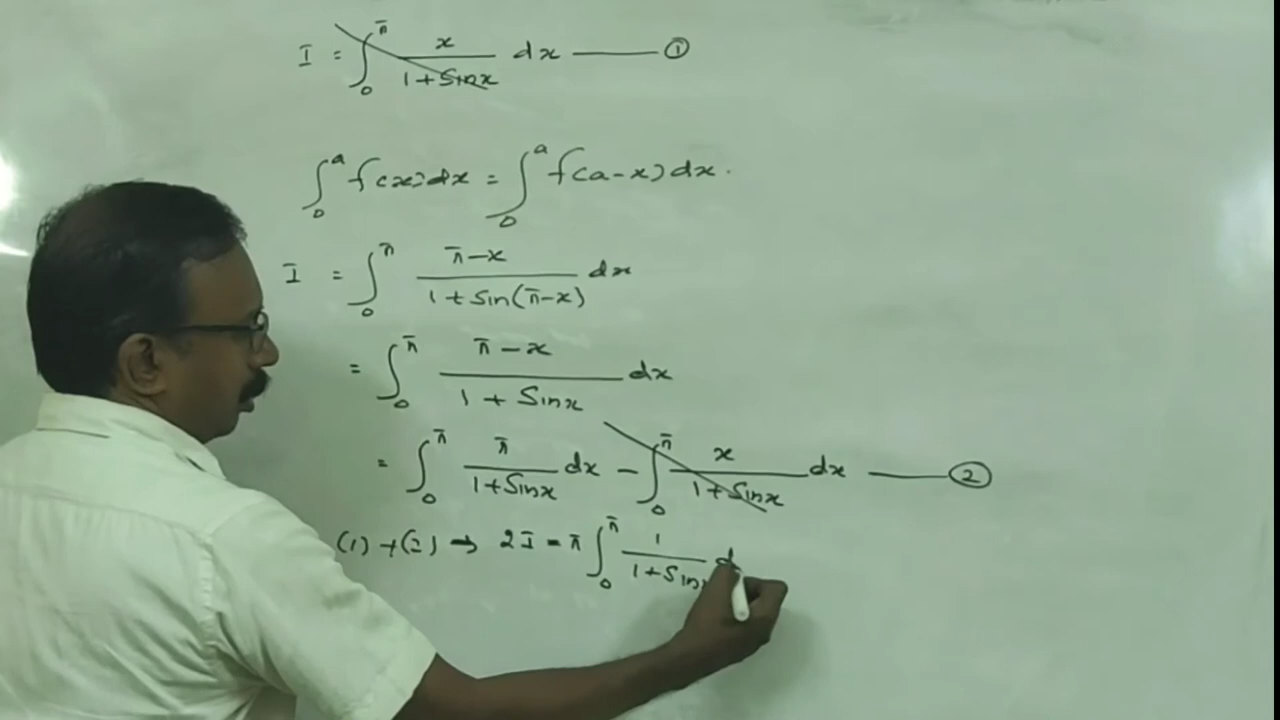 I = ∫₀^π x/(1+Sinx) dx —— ①
∫₀^a f(x)dx = ∫₀^a f(a-x)dx.
I = ∫₀^π (π-x)/(1+Sin(π-x)) dx
= ∫₀^π (π-x)/(1+Sinx) dx
= ∫₀^π π/(1+Sinx) dx - ∫₀^π x/(1+Sinx) dx —— ②
(1)+(2) ⇒ 2I = π ∫₀^π 1/(1+Sinx) d